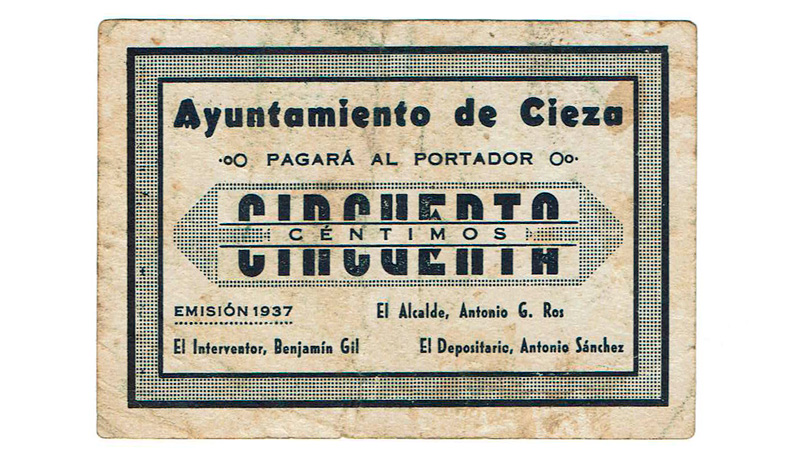 Ayuntamiento de Cieza
PAGARÁ AL PORTADOR
CINCUENTA
CÉNTIMOS
EMISIÓN 1937
El Alcalde, Antonio G. Ros
El Interventor, Benjamín Gil
El Depositario, Antonio Sánchez